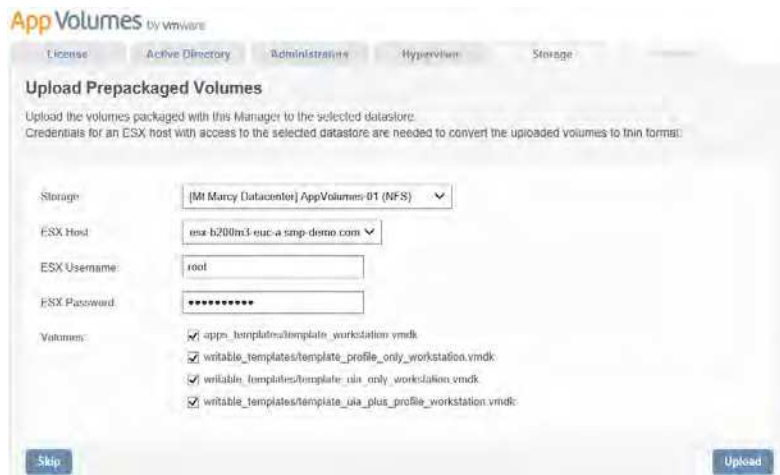 App Volumes by vmware
License Active Directory Administrators Hypervisor Storage
Upload Prepackaged Volumes
Upload the volumes packaged with this Manager to the selected datastore.
Credentials for an ESX host with access to the selected datastore are needed to convert the uploaded volumes to thin format:
Storage: [Mt Marcy Datacenter] AppVolumes-01 (NFS)
ESX Host esx-b200m3-euc-a.smp-demo.com
ESX Username: root
ESX Password: ••••••••••
Volumes: apps_templates/template_workstation.vmdk
writable_templates/template_profile_only_workstation.vmdk
writable_templates/template_uia_only_workstation.vmdk
writable_templates/template_uia_plus_profile_workstation.vmdk
Skip Upload